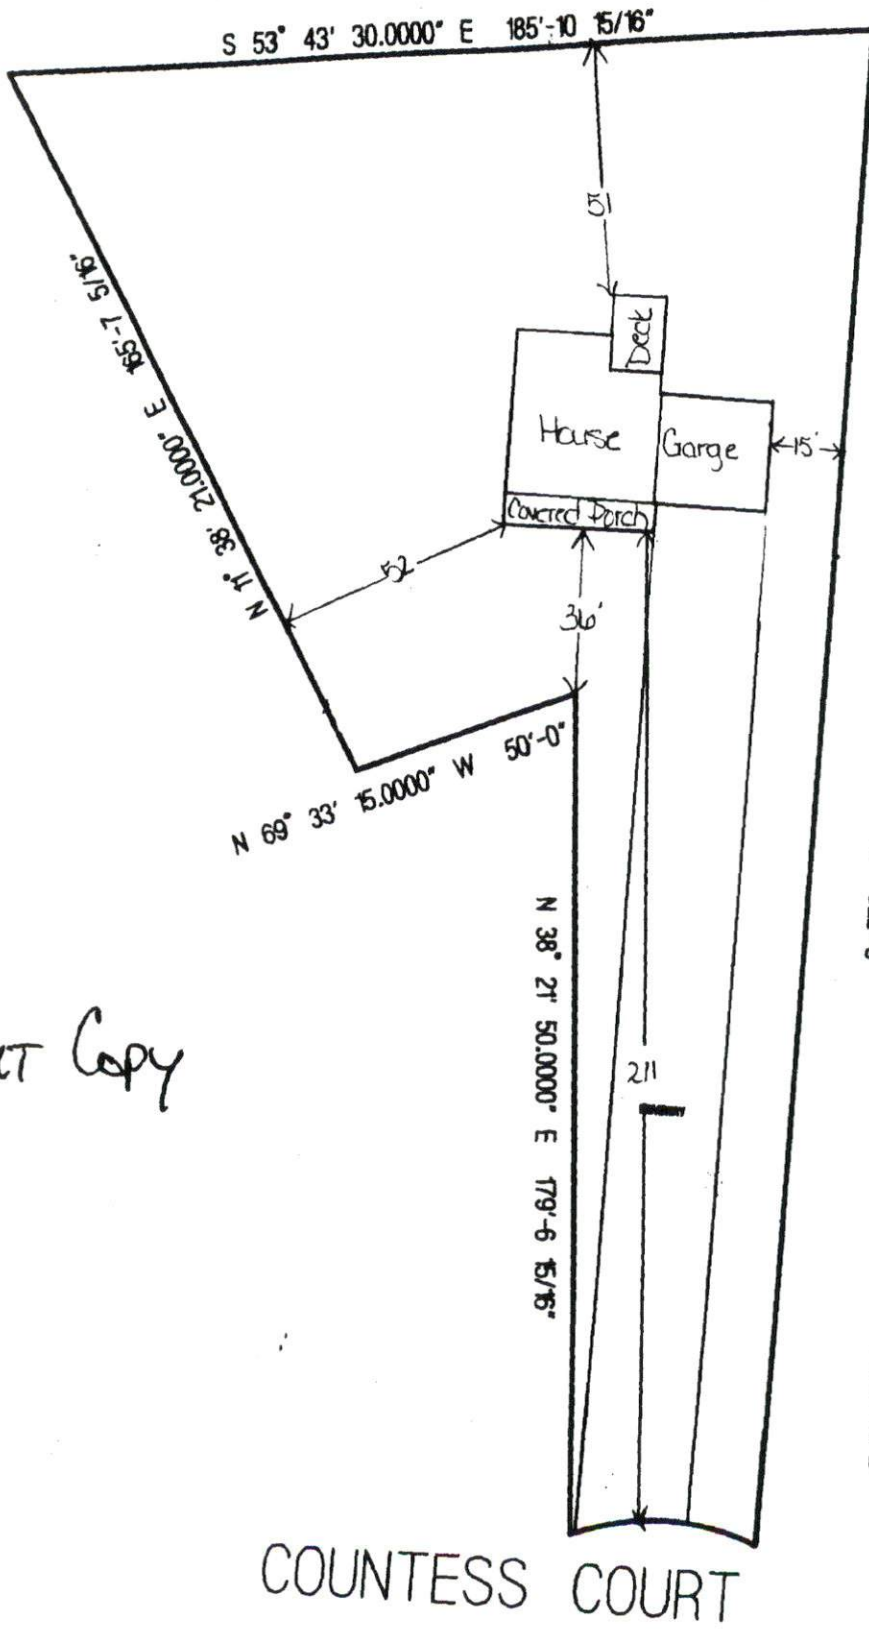 S 53° 43' 30.0000" E 185'-10 15/16"
51
N 11° 38' 21.0000" E 165'-7 5/16"
Deck
House
Garge
15'
Covered Porch
52
36'
N 69° 33' 15.0000" W 50'-0"
N 38° 21' 50.0000" E 179'-6 15/16"
Copy
211
COUNTESS COURT